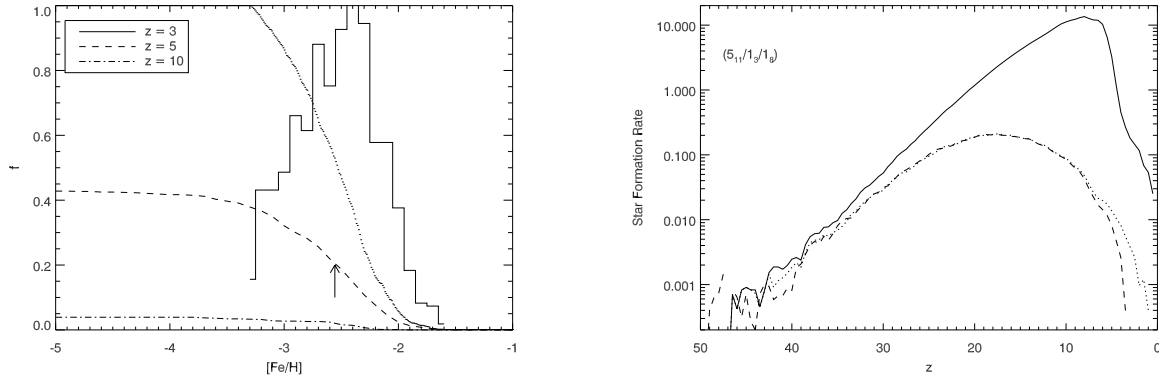 1.0
0.8
0.6
0.4
0.2
0.0
f
z = 3
z = 5
z = 10
-5 -4 -3 -2 -1
[Fe/H]
10.000
1.000
0.100
0.010
0.001
Star Formation Rate
(5₁₁/1₃/1₈)
50 40 30 20 10 0
z